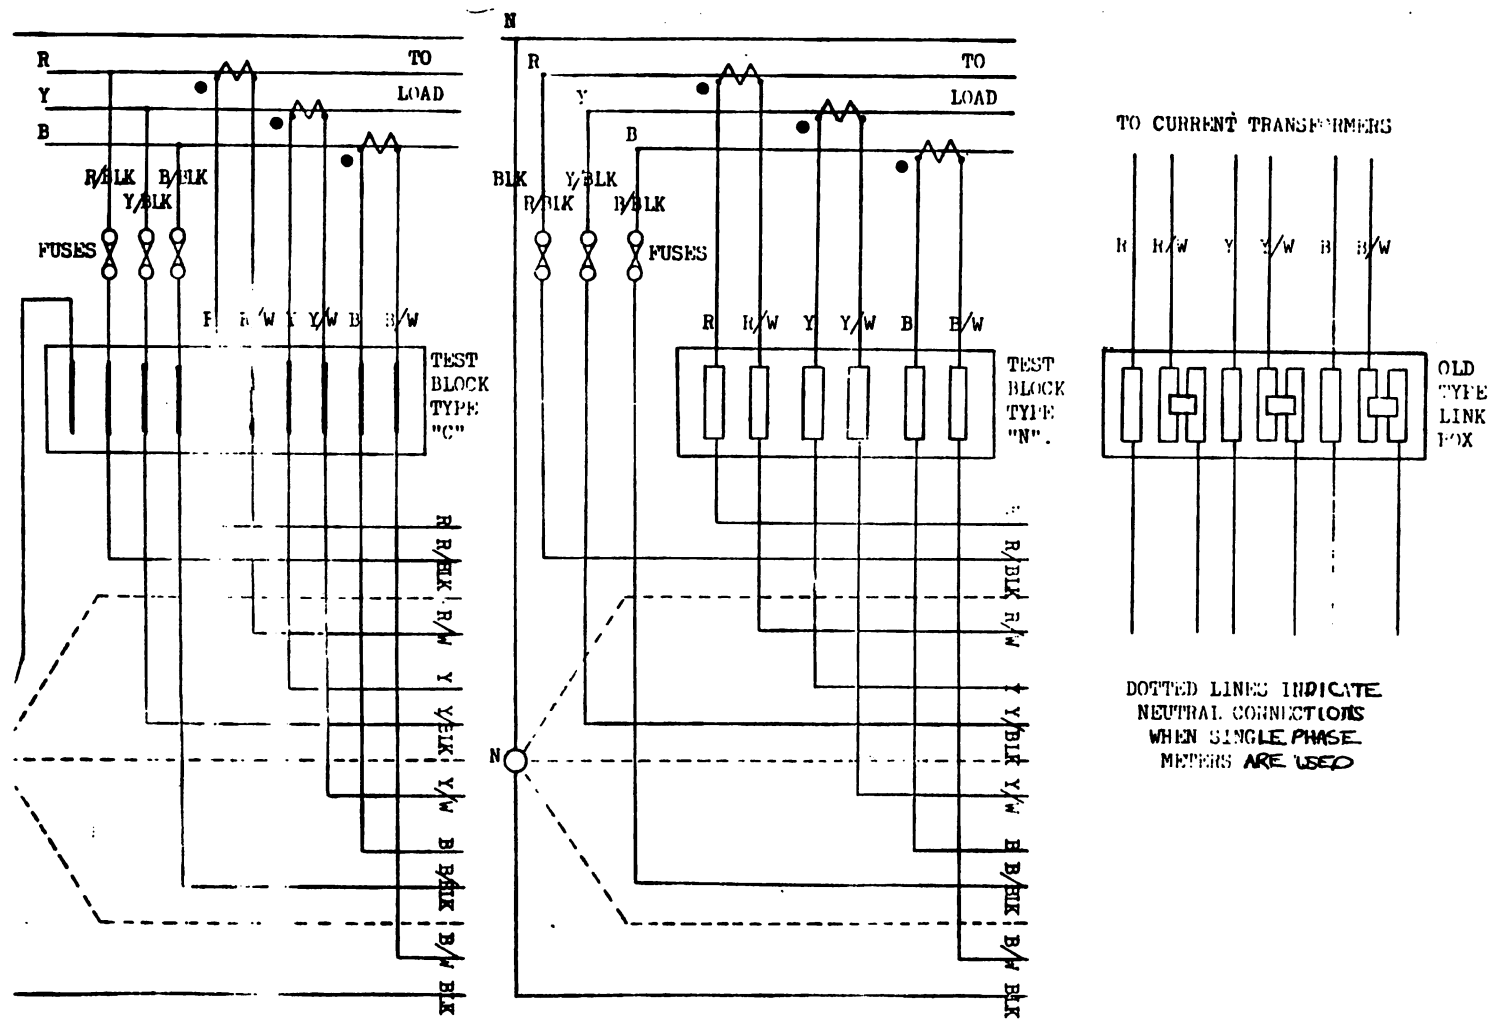 R
TO
Y
LOAD
B
R/BLK B/BLK
Y/BLK
FUSES
R/W Y Y/W B B/W
TEST
BLOCK
TYPE
"C"
R
R/BLK
R/W
Y
Y/BLK
Y/W
B
B/BLK
B/W
BLK
N
R
TO
Y
LOAD
B
BLK Y/BLK
R/BLK B/BLK
FUSES
R R/W Y Y/W B B/W
TEST
BLOCK
TYPE
"N".
R/BLK
R/W
Y
Y/BLK
N
Y/W
B
B/BLK
B/W
BLK
TO CURRENT TRANSFORMERS
R R/W Y Y/W B B/W
OLD
TYPE
LINK
BOX
DOTTED LINES INDICATE
NEUTRAL CONNECTIONS
WHEN SINGLE PHASE
METERS ARE USED